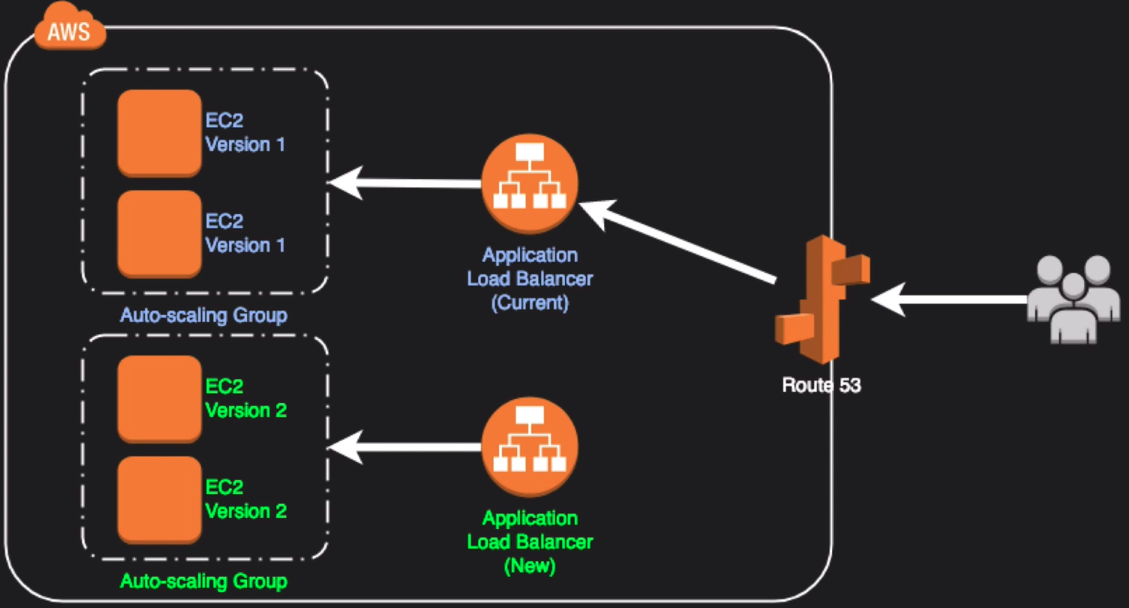 AWS
EC2
Version 1
EC2
Version 1
Auto-scaling Group
Application
Load Balancer
(Current)
Route 53
EC2
Version 2
EC2
Version 2
Auto-scaling Group
Application
Load Balancer
(New)